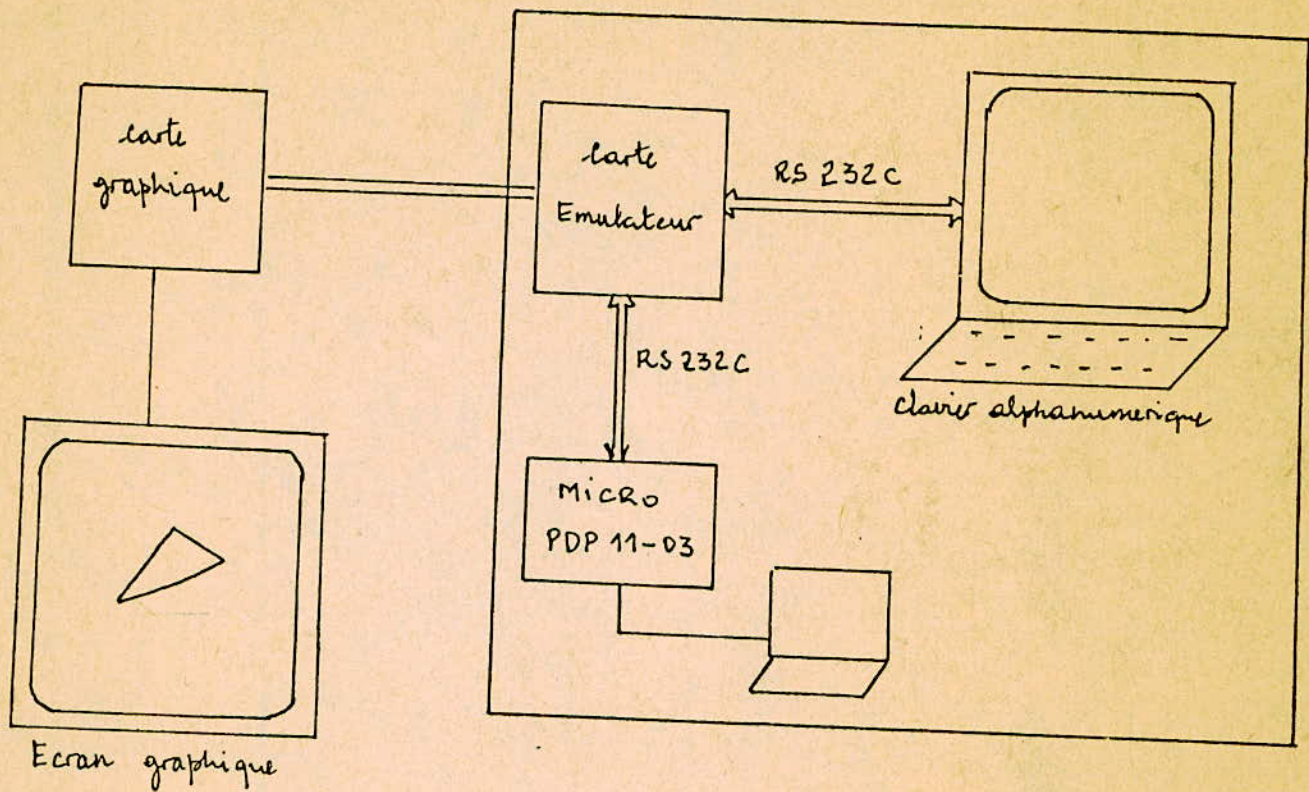 carte
graphique
carte
Emulateur
RS 232C
RS 232C
clavier alphanumerique
MICRO
PDP 11-03
Ecran graphique